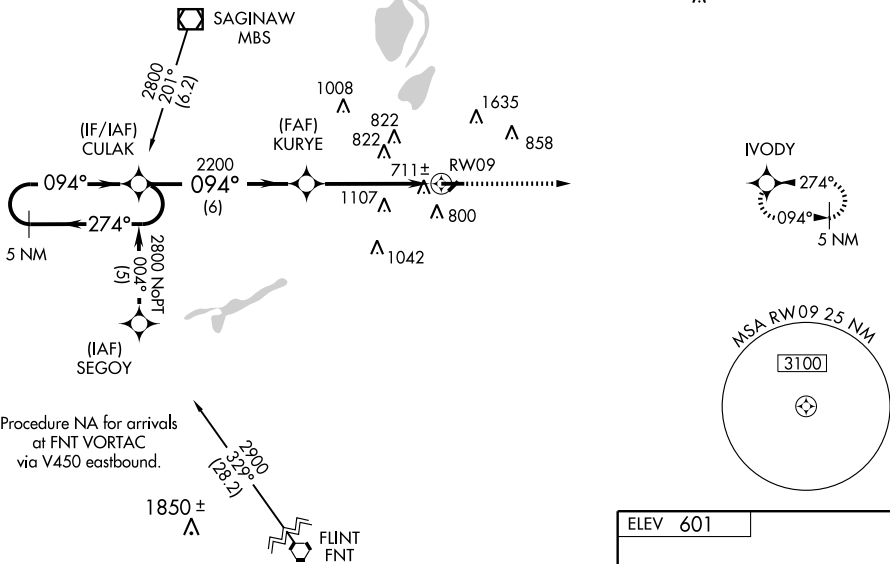 SAGINAW
MBS
2800
201°
(6.2)
1008
1635
822
822
858
(IF/IAF)
CULAK
(FAF)
KURYE
IVODY
2200
094°
094°
(6)
711±
RW09
274°
1107
800
094°
274°
5 NM
5 NM
1042
2800 NoPT
004°
(5)
(IAF)
SEGOY
MSA RW09 25 NM
3100
Procedure NA for arrivals
at FNT VORTAC
via V450 eastbound.
2900
329°
(28.2)
1850 ±
FLINT
FNT
ELEV 601